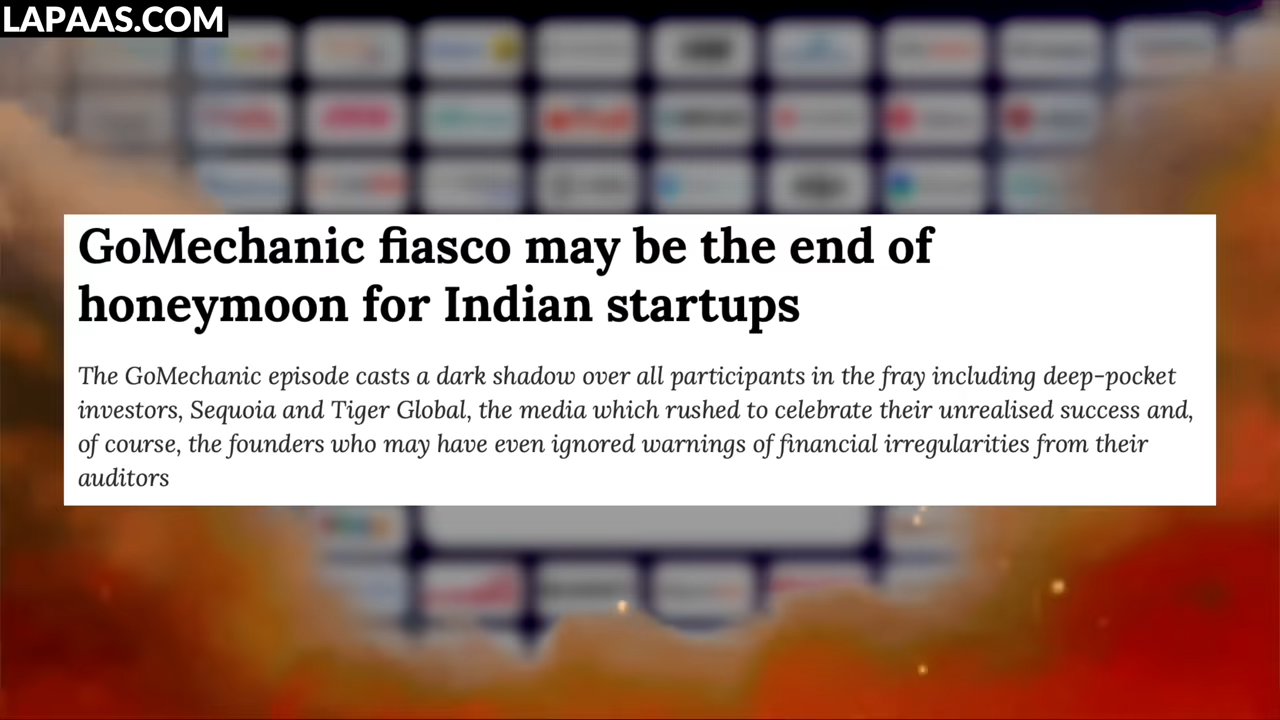 LAPAAS.COM
GoMechanic fiasco may be the end of
honeymoon for Indian startups
The GoMechanic episode casts a dark shadow over all participants in the fray including deep-pocket
investors, Sequoia and Tiger Global, the media which rushed to celebrate their unrealised success and,
of course, the founders who may have even ignored warnings of financial irregularities from their
auditors